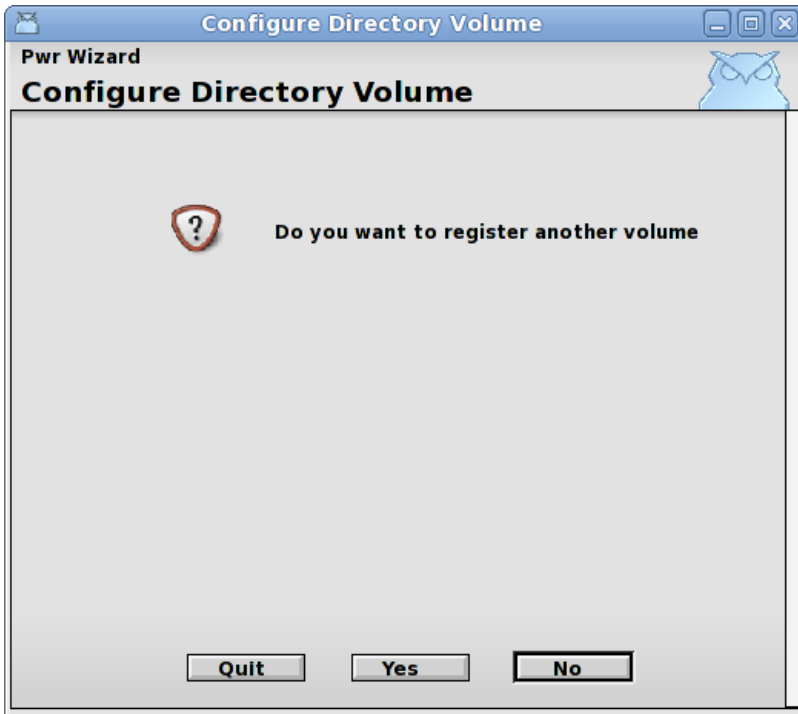 Configure Directory Volume
Pwr Wizard
Configure Directory Volume
?
Do you want to register another volume
Quit Yes No